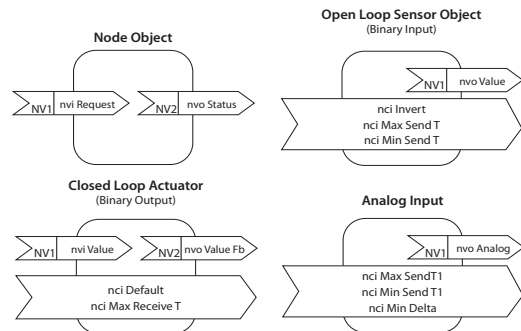 Node Object
NV1 nvi Request NV2 nvo Status
Open Loop Sensor Object
(Binary Input)
NV1 nvo Value
nci Invert
nci Max Send T
nci Min Send T
Closed Loop Actuator
(Binary Output)
NV1 nvi Value NV2 nvo Value Fb
nci Default
nci Max Receive T
Analog Input
NV1 nvo Analog
nci Max SendT1
nci Min Send T1
nci Min Delta